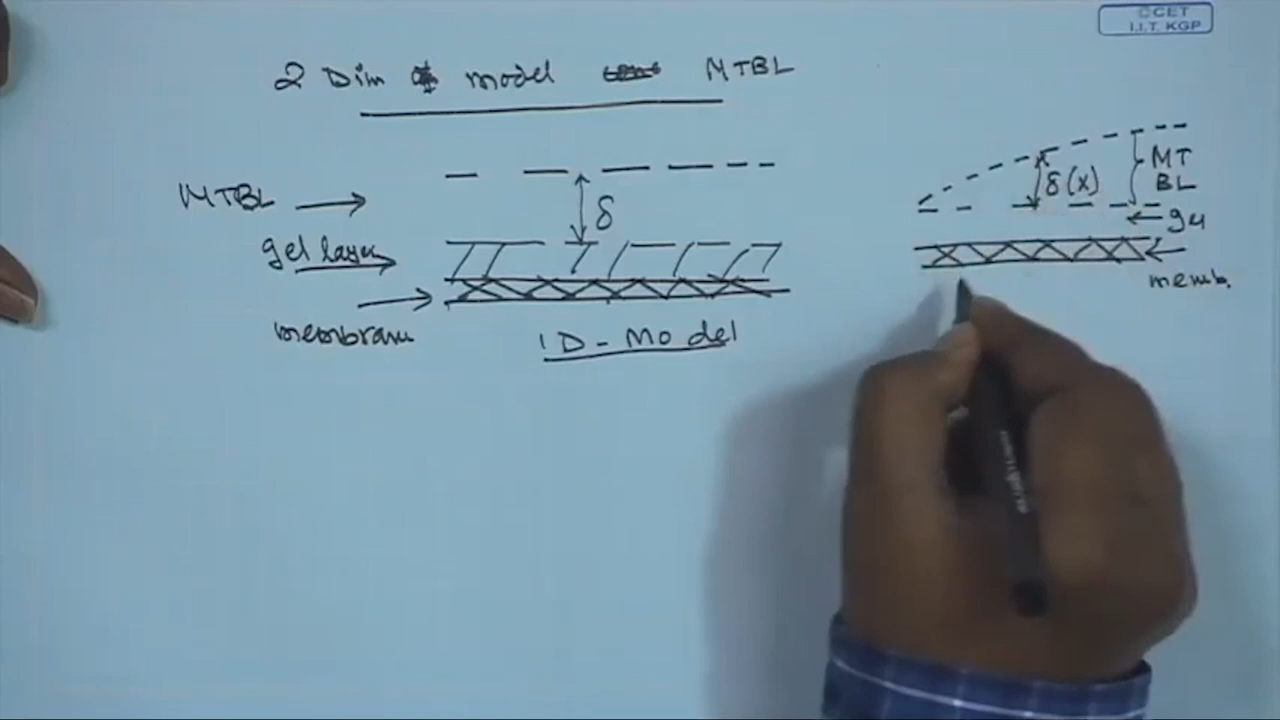 ©CET
I.I.T. KGP
2 Dim model MTBL
MTBL
δ
gel layer
membrane
1D-Model
δ(x)
MT
BL
gel
memb.